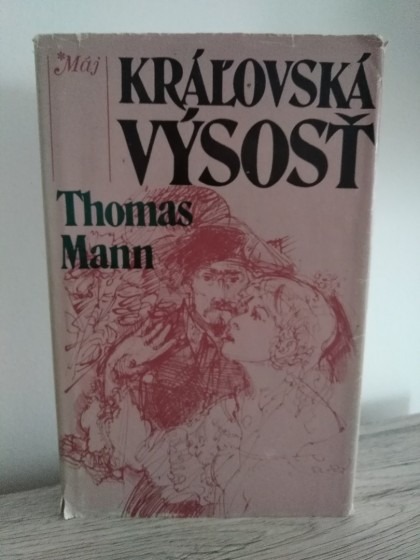 *Máj
KRÁĽOVSKÁ
VÝSOSŤ
Thomas
Mann